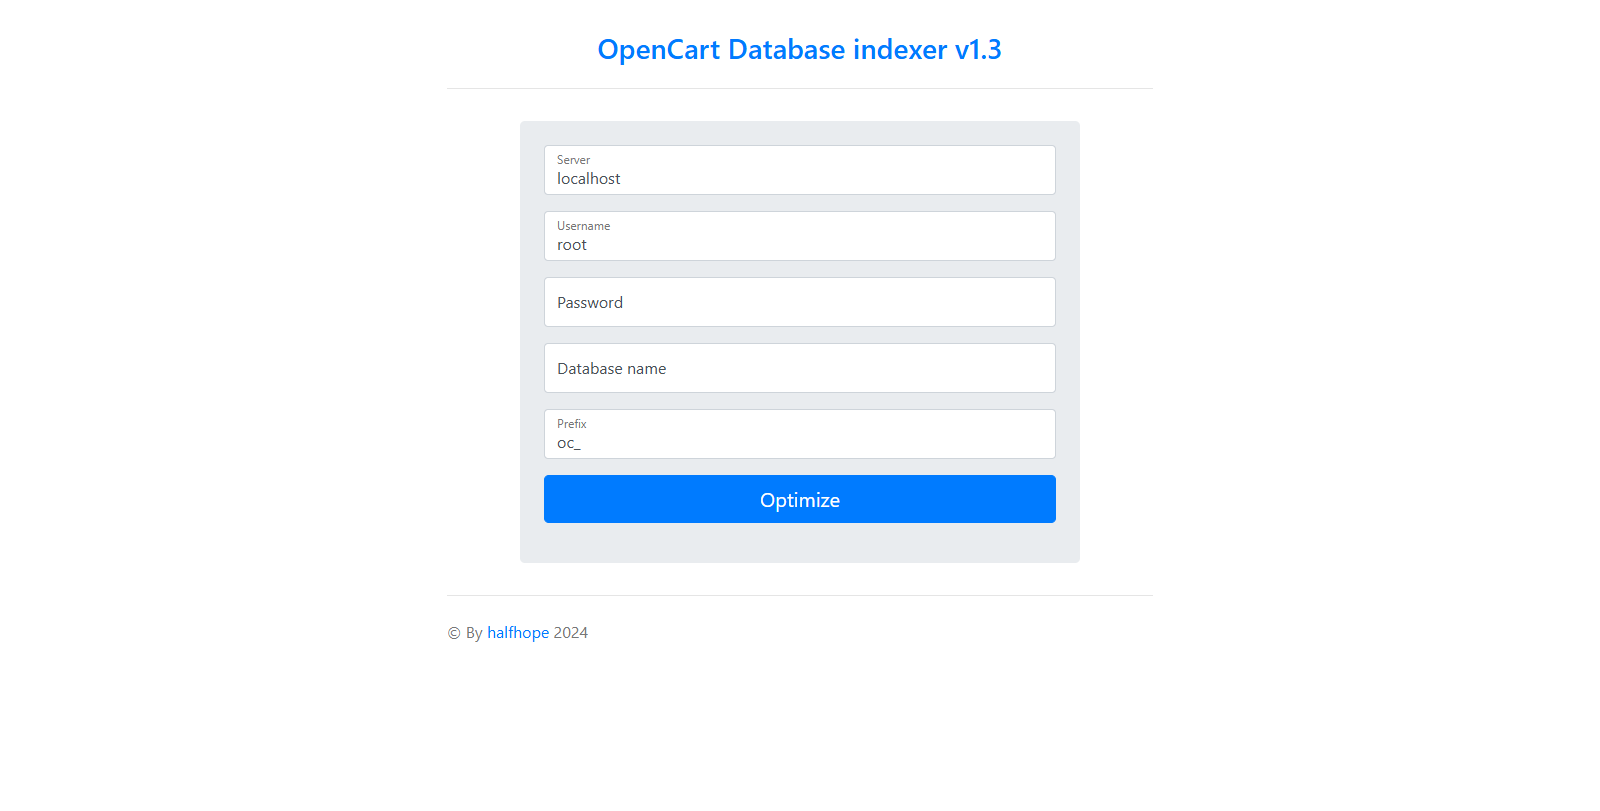 OpenCart Database indexer v1.3
Server
localhost
Username
root
Password
Database name
Prefix
oc_
Optimize
© By halfhope 2024